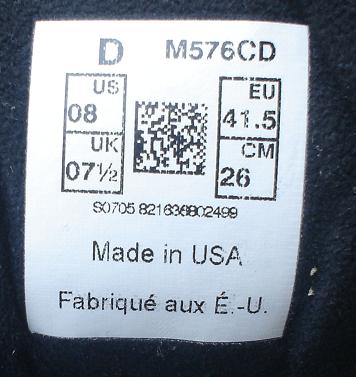 D M576CD
US 08
EU 41.5
UK 07½
CM 26
S0705 821636802499
Made in USA
Fabriqué aux É.-U.